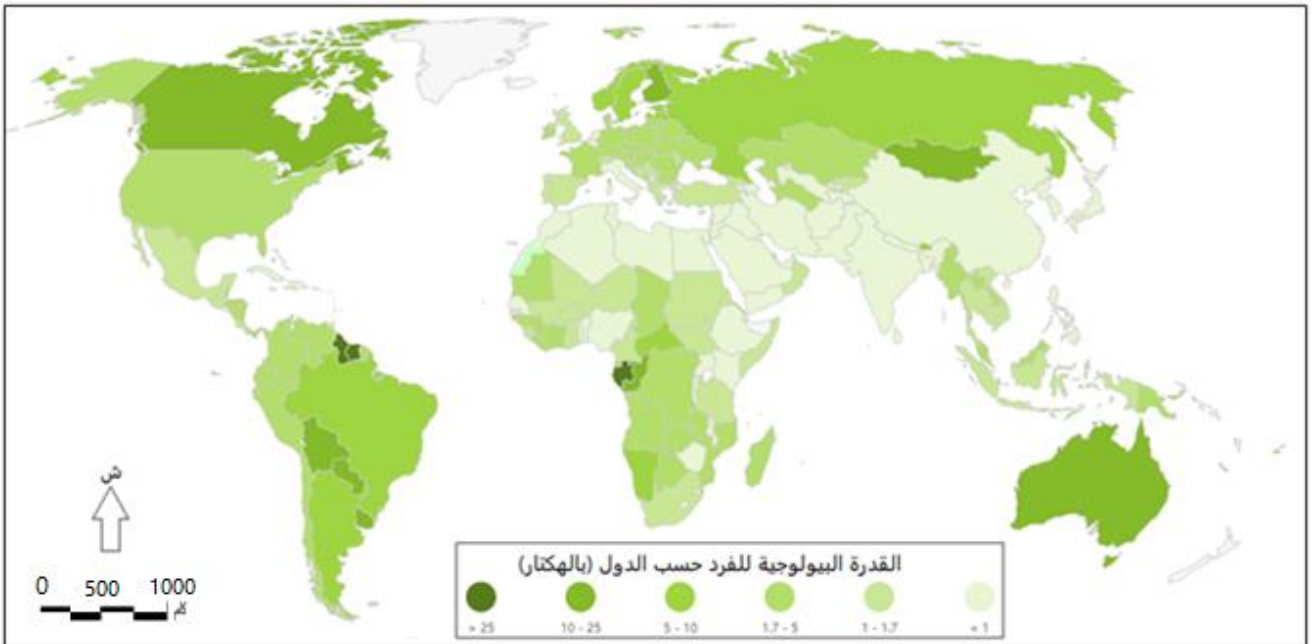 ش
0 500 1000
كم
القدرة البيولوجية للفرد حسب الدول (بالهكتار)
> 25 10 - 25 5 - 10 1.7 - 5 1 - 1.7 < 1